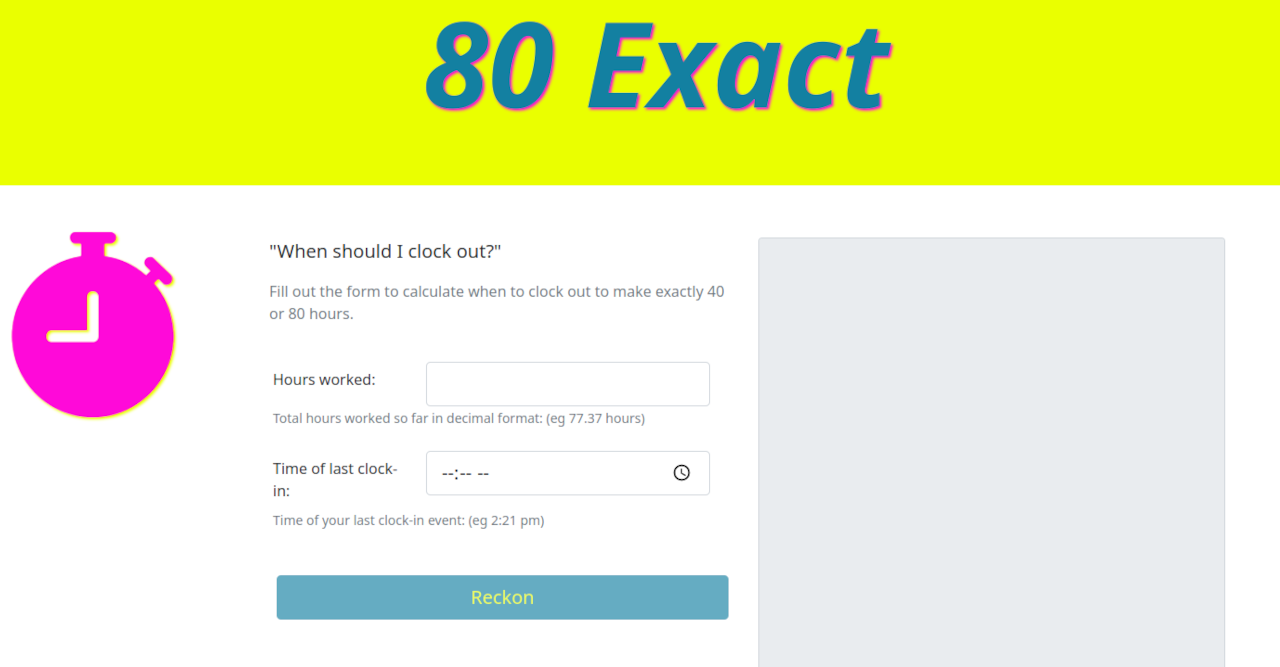 80 Exact
"When should I clock out?"
Fill out the form to calculate when to clock out to make exactly 40
or 80 hours.
Hours worked:
Total hours worked so far in decimal format: (eg 77.37 hours)
Time of last clock-
in:
--:-- --
Time of your last clock-in event: (eg 2:21 pm)
Reckon